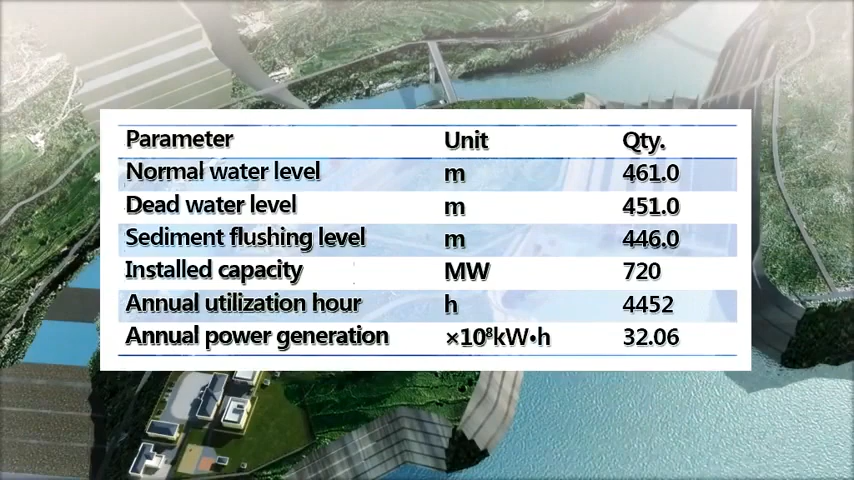 Parameter Unit Qty.
Normal water level m 461.0
Dead water level m 451.0
Sediment flushing level m 446.0
Installed capacity MW 720
Annual utilization hour h 4452
Annual power generation ×10⁸kW•h 32.06